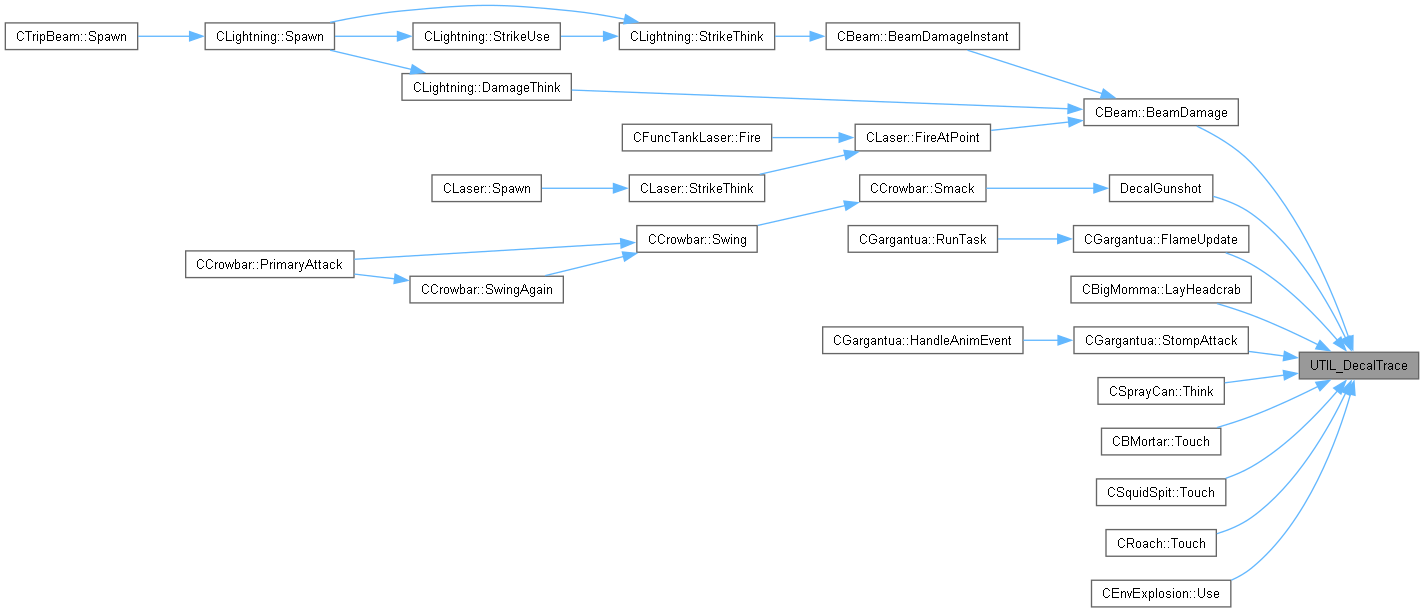 CTripBeam::Spawn
CLightning::Spawn
CLightning::StrikeUse
CLightning::StrikeThink
CBeam::BeamDamageInstant
CLightning::DamageThink
CBeam::BeamDamage
CFuncTankLaser::Fire
CLaser::FireAtPoint
CLaser::Spawn
CLaser::StrikeThink
CCrowbar::Smack
DecalGunshot
CCrowbar::Swing
CGargantua::RunTask
CGargantua::FlameUpdate
CCrowbar::PrimaryAttack
CCrowbar::SwingAgain
CBigMomma::LayHeadcrab
CGargantua::HandleAnimEvent
CGargantua::StompAttack
UTIL_DecalTrace
CSprayCan::Think
CBMortar::Touch
CSquidSpit::Touch
CRoach::Touch
CEnvExplosion::Use